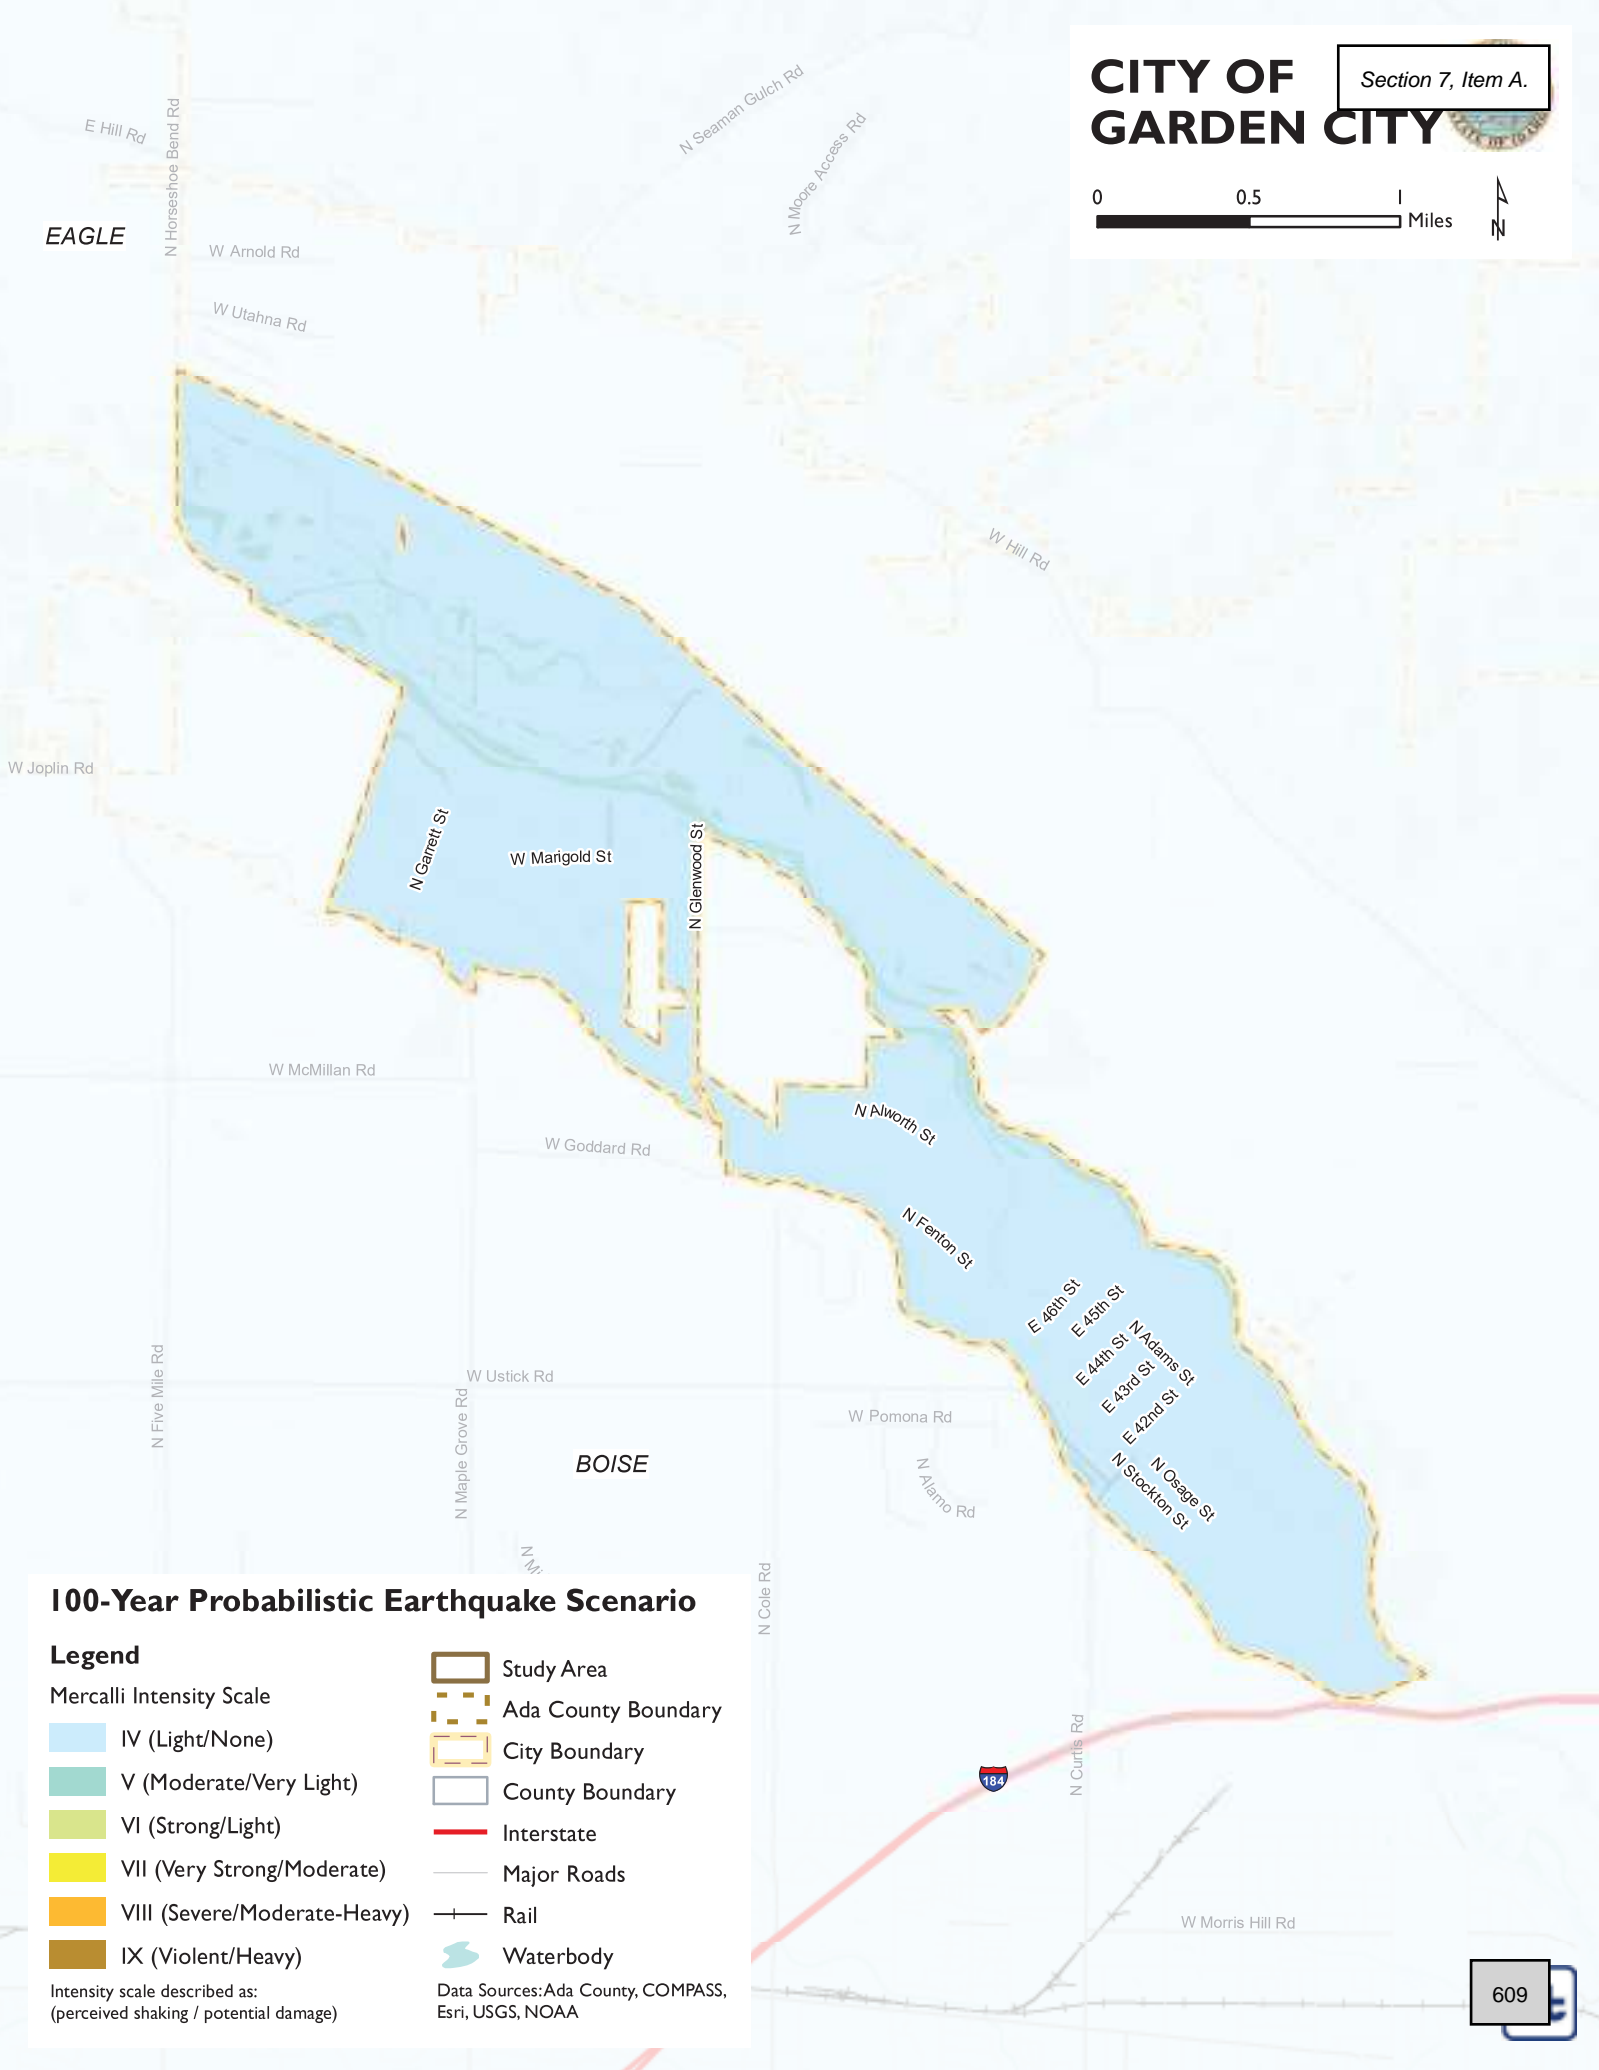 CITY OF
GARDEN CITY
Section 7, Item A.
0 0.5 1
Miles
N
N Seaman Gulch Rd
N Moore Access Rd
E Hill Rd
N Horseshoe Bend Rd
EAGLE
W Arnold Rd
W Utahna Rd
W Hill Rd
W Joplin Rd
N Garrett St
W Marigold St
N Glenwood St
W McMillan Rd
N Alworth St
W Goddard Rd
N Fenton St
E 46th St
E 45th St
N Adams St
E 44th St
E 43rd St
E 42nd St
N Five Mile Rd
W Ustick Rd
N Maple Grove Rd
W Pomona Rd
BOISE
N Alamo Rd
N Stockton St
N Osage St
N Mi
N Cole Rd
N Curtis Rd
184
W Morris Hill Rd
100-Year Probabilistic Earthquake Scenario
Legend
Mercalli Intensity Scale
IV (Light/None)
V (Moderate/Very Light)
VI (Strong/Light)
VII (Very Strong/Moderate)
VIII (Severe/Moderate-Heavy)
IX (Violent/Heavy)
Intensity scale described as:
(perceived shaking / potential damage)
Study Area
Ada County Boundary
City Boundary
County Boundary
Interstate
Major Roads
Rail
Waterbody
Data Sources: Ada County, COMPASS,
Esri, USGS, NOAA
609